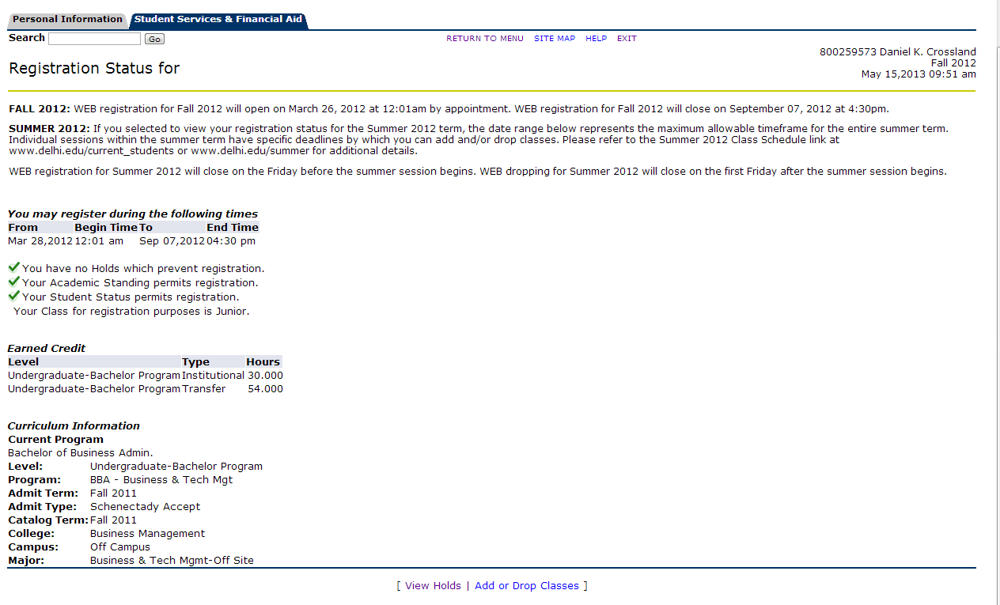 Personal Information Student Services & Financial Aid
Search Go RETURN TO MENU SITE MAP HELP EXIT
800259573 Daniel K. Crossland
Fall 2012
May 15,2013 09:51 am
Registration Status for
FALL 2012: WEB registration for Fall 2012 will open on March 26, 2012 at 12:01am by appointment. WEB registration for Fall 2012 will close on September 07, 2012 at 4:30pm.
SUMMER 2012: If you selected to view your registration status for the Summer 2012 term, the date range below represents the maximum allowable timeframe for the entire summer term.
Individual sessions within the summer term have specific deadlines by which you can add and/or drop classes. Please refer to the Summer 2012 Class Schedule link at
www.delhi.edu/current_students or www.delhi.edu/summer for additional details.
WEB registration for Summer 2012 will close on the Friday before the summer session begins. WEB dropping for Summer 2012 will close on the first Friday after the summer session begins.
You may register during the following times
From Begin Time To End Time
Mar 28,2012 12:01 am Sep 07,2012 04:30 pm
You have no Holds which prevent registration.
Your Academic Standing permits registration.
Your Student Status permits registration.
Your Class for registration purposes is Junior.
Earned Credit
Level Type Hours
Undergraduate-Bachelor Program Institutional 30.000
Undergraduate-Bachelor Program Transfer 54.000
Curriculum Information
Current Program
Bachelor of Business Admin.
Level: Undergraduate-Bachelor Program
Program: BBA - Business & Tech Mgt
Admit Term: Fall 2011
Admit Type: Schenectady Accept
Catalog Term: Fall 2011
College: Business Management
Campus: Off Campus
Major: Business & Tech Mgmt-Off Site
[ View Holds | Add or Drop Classes ]